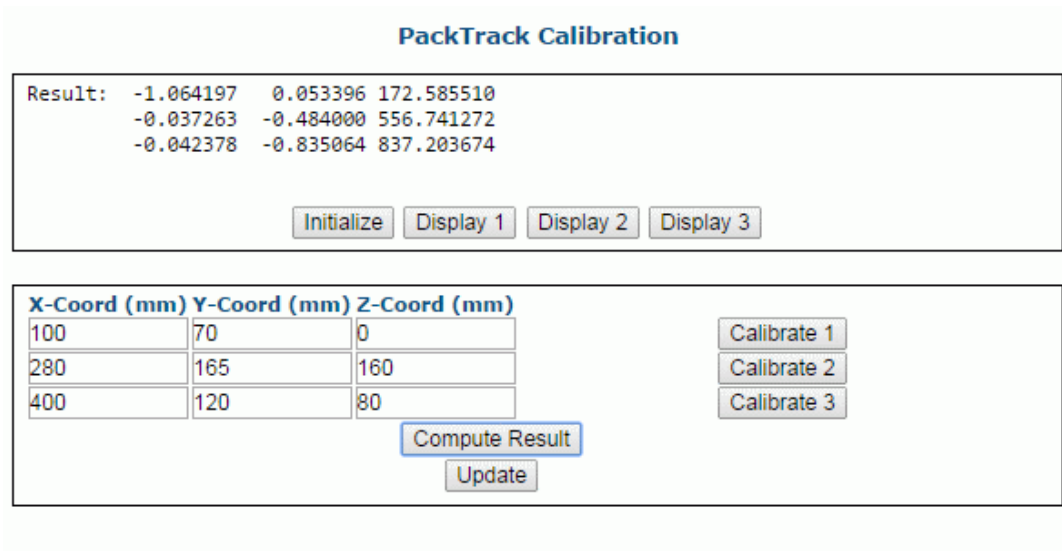 PackTrack Calibration
Result: -1.064197 0.053396 172.585510
-0.037263 -0.484000 556.741272
-0.042378 -0.835064 837.203674
Initialize Display 1 Display 2 Display 3
X-Coord (mm) Y-Coord (mm) Z-Coord (mm)
100 70 0 Calibrate 1
280 165 160 Calibrate 2
400 120 80 Calibrate 3
Compute Result
Update